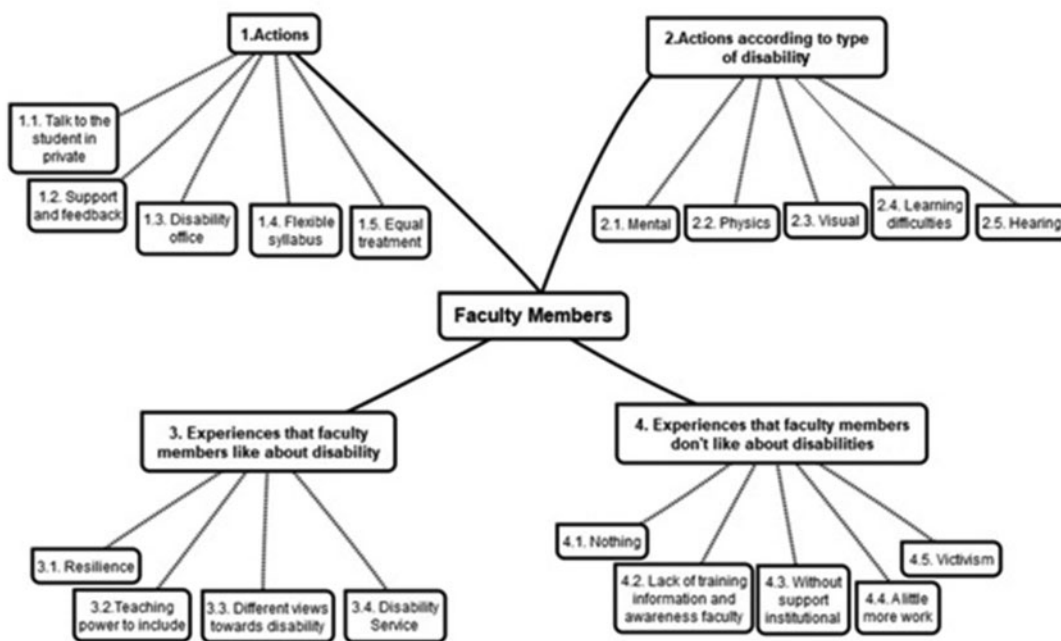 1.Actions
2.Actions according to type
of disability
1.1. Talk to the
student in
private
1.2. Support
and feedback
1.3. Disability
office
1.4. Flexible
syllabus
1.5. Equal
treatment
2.1. Mental
2.2. Physics
2.3. Visual
2.4. Learning
difficulties
2.5. Hearing
Faculty Members
3. Experiences that faculty
members like about disability
4. Experiences that faculty members
don't like about disabilities
3.1. Resilience
3.2.Teaching
power to include
3.3. Different views
towards disability
3.4. Disability
Service
4.1. Nothing
4.2. Lack of training
information and
awareness faculty
4.3. Without
support
institutional
4.4. A little
more work
4.5. Victivism